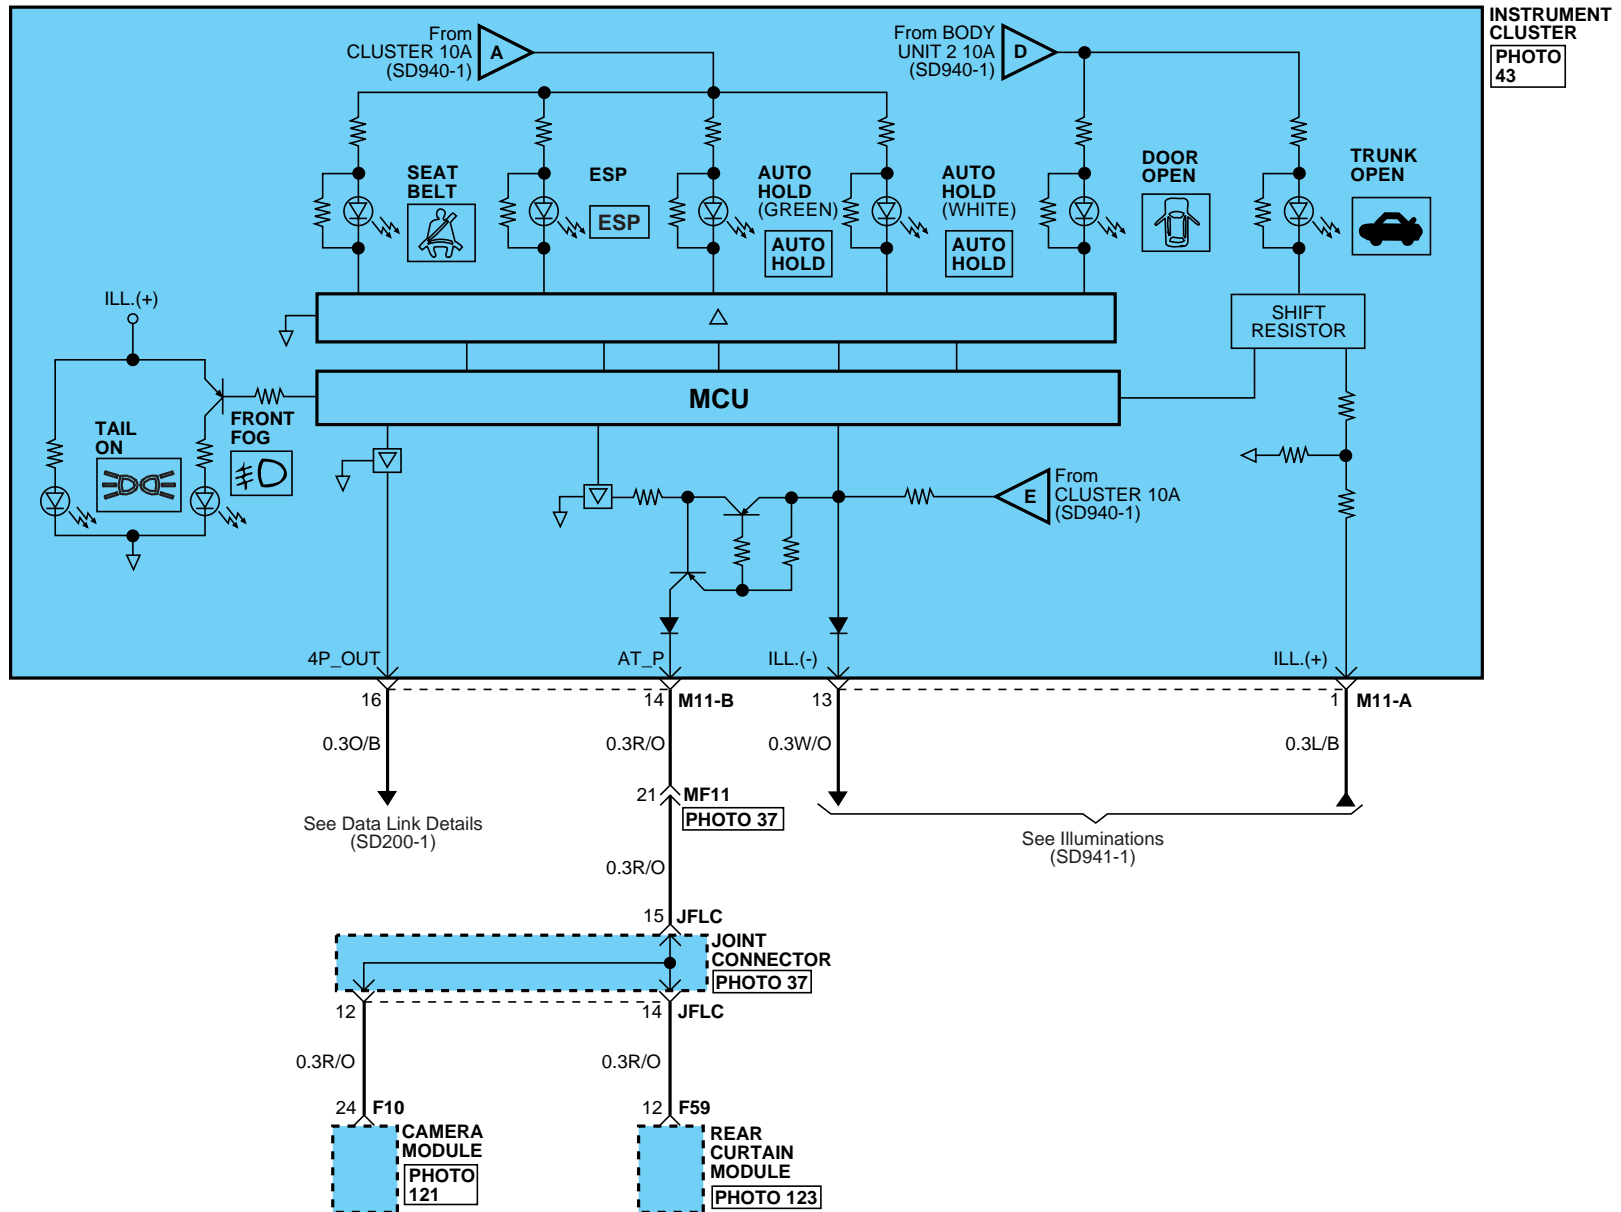 INSTRUMENT
CLUSTER
PHOTO
43
From
CLUSTER 10A
(SD940-1)
A
From BODY
UNIT 2 10A
(SD940-1)
D
SEAT
BELT
ESP
ESP
AUTO
HOLD
(GREEN)
AUTO
HOLD
AUTO
HOLD
(WHITE)
AUTO
HOLD
DOOR
OPEN
TRUNK
OPEN
ILL.(+)
SHIFT
RESISTOR
MCU
TAIL
ON
FRONT
FOG
E
From
CLUSTER 10A
(SD940-1)
4P_OUT
AT_P
ILL.(-)
ILL.(+)
16
14
M11-B
13
1
M11-A
0.3O/B
0.3R/O
0.3W/O
0.3L/B
21
MF11
PHOTO 37
See Data Link Details
(SD200-1)
See Illuminations
(SD941-1)
0.3R/O
15
JFLC
JOINT
CONNECTOR
PHOTO 37
12
14
JFLC
0.3R/O
0.3R/O
24
F10
12
F59
CAMERA
MODULE
PHOTO
121
REAR
CURTAIN
MODULE
PHOTO 123